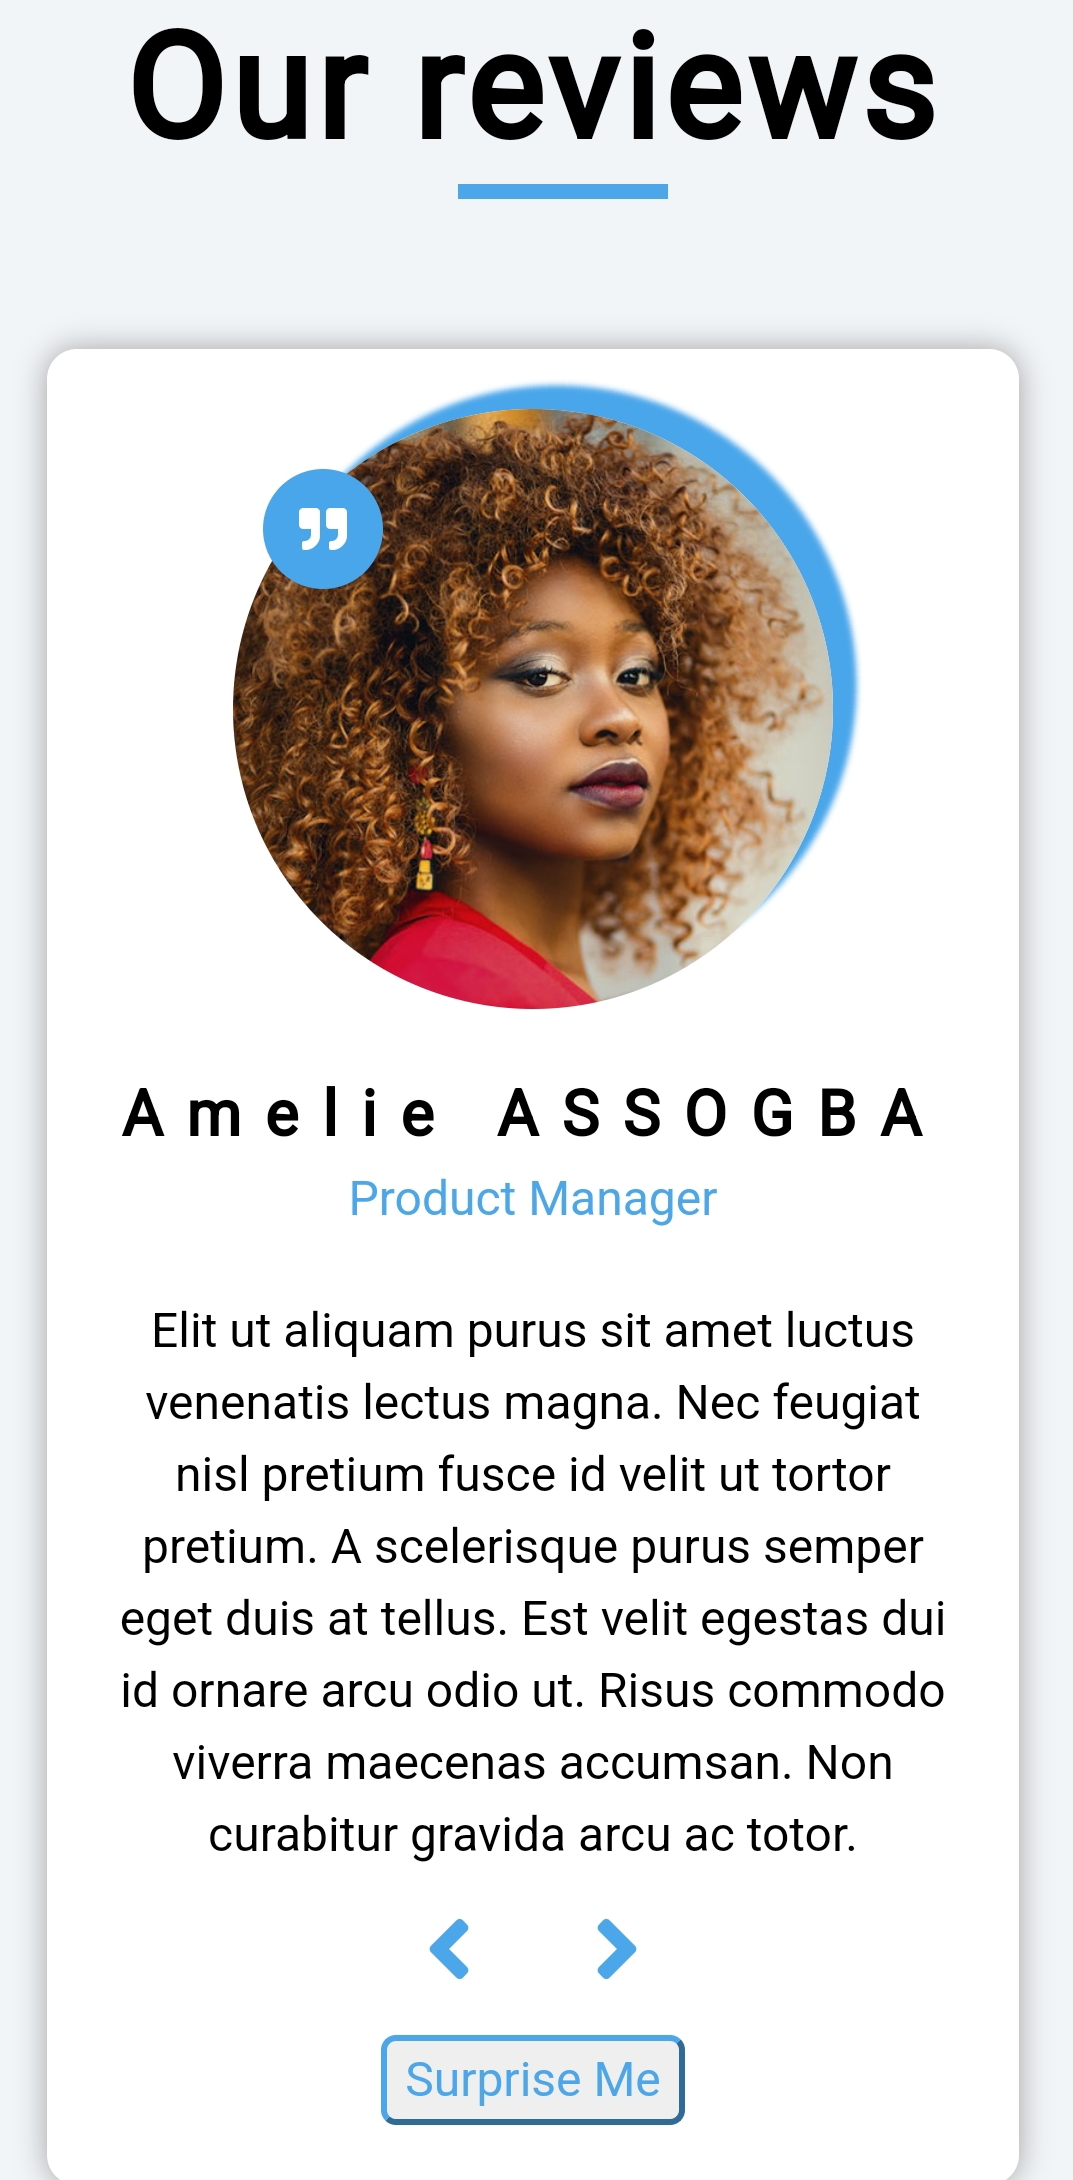 Our reviews
Amelie ASSOGBA
Product Manager
Elit ut aliquam purus sit amet luctus
venenatis lectus magna. Nec feugiat
nisl pretium fusce id velit ut tortor
pretium. A scelerisque purus semper
eget duis at tellus. Est velit egestas dui
id ornare arcu odio ut. Risus commodo
viverra maecenas accumsan. Non
curabitur gravida arcu ac totor.
Surprise Me